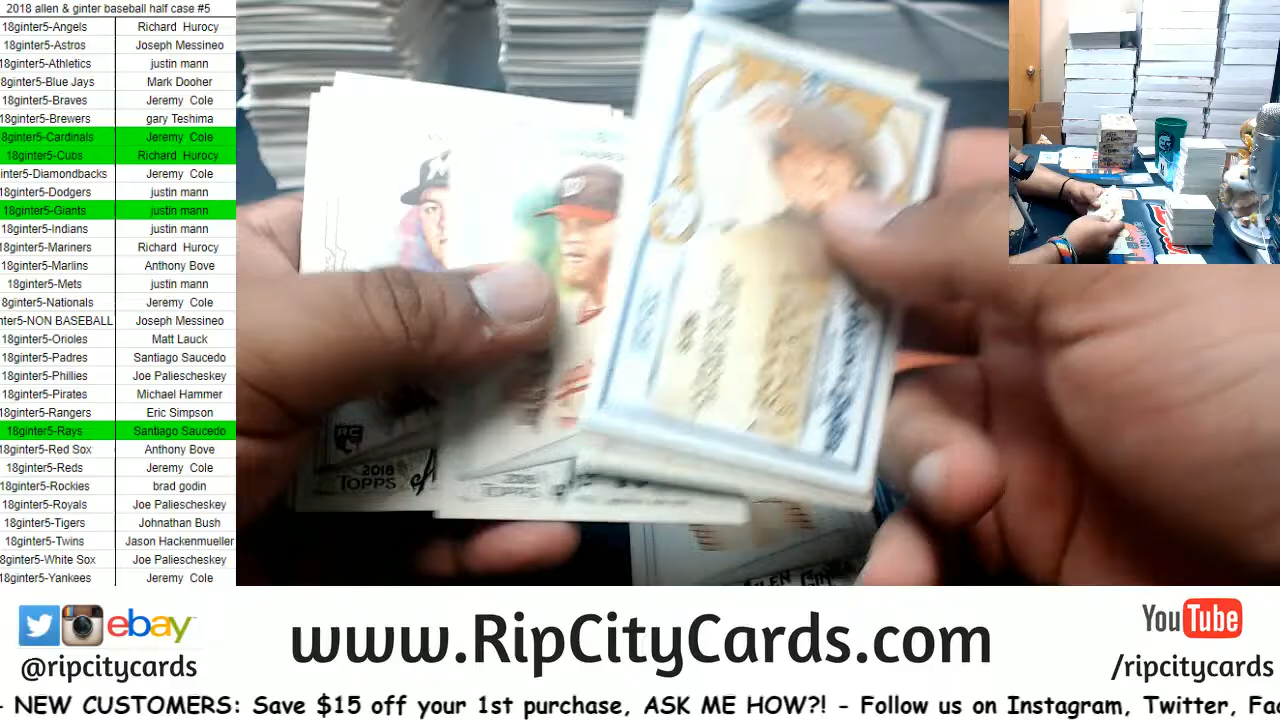 2018 allen & ginter baseball half case #5
18ginter5-Angels Richard Hurocy
18ginter5-Astros Joseph Messineo
18ginter5-Athletics justin mann
8ginter5-Blue Jays Mark Dooher
18ginter5-Braves Jeremy Cole
18ginter5-Brewers gary Teshima
8ginter5-Cardinals Jeremy Cole
18ginter5-Cubs Richard Hurocy
inter5-Diamondbacks Jeremy Cole
18ginter5-Dodgers justin mann
18ginter5-Giants justin mann
18ginter5-Indians justin mann
18ginter5-Mariners Richard Hurocy
18ginter5-Marlins Anthony Bove
18ginter5-Mets justin mann
8ginter5-Nationals Jeremy Cole
nter5-NON BASEBALL Joseph Messineo
18ginter5-Orioles Matt Lauck
18ginter5-Padres Santiago Saucedo
18ginter5-Phillies Joe Paliescheskey
18ginter5-Pirates Michael Hammer
18ginter5-Rangers Eric Simpson
18ginter5-Rays Santiago Saucedo
18ginter5-Red Sox Anthony Bove
18ginter5-Reds Jeremy Cole
18ginter5-Rockies brad godin
18ginter5-Royals Joe Paliescheskey
18ginter5-Tigers Johnathan Bush
18ginter5-Twins Jason Hackenmueller
8ginter5-White Sox Joe Paliescheskey
18ginter5-Yankees Jeremy Cole
RC
2018
TOPPS
ebay
@ripcitycards
www.RipCityCards.com
YouTube
/ripcitycards
- NEW CUSTOMERS: Save $15 off your 1st purchase, ASK ME HOW?! - Follow us on Instagram, Twitter, Fac